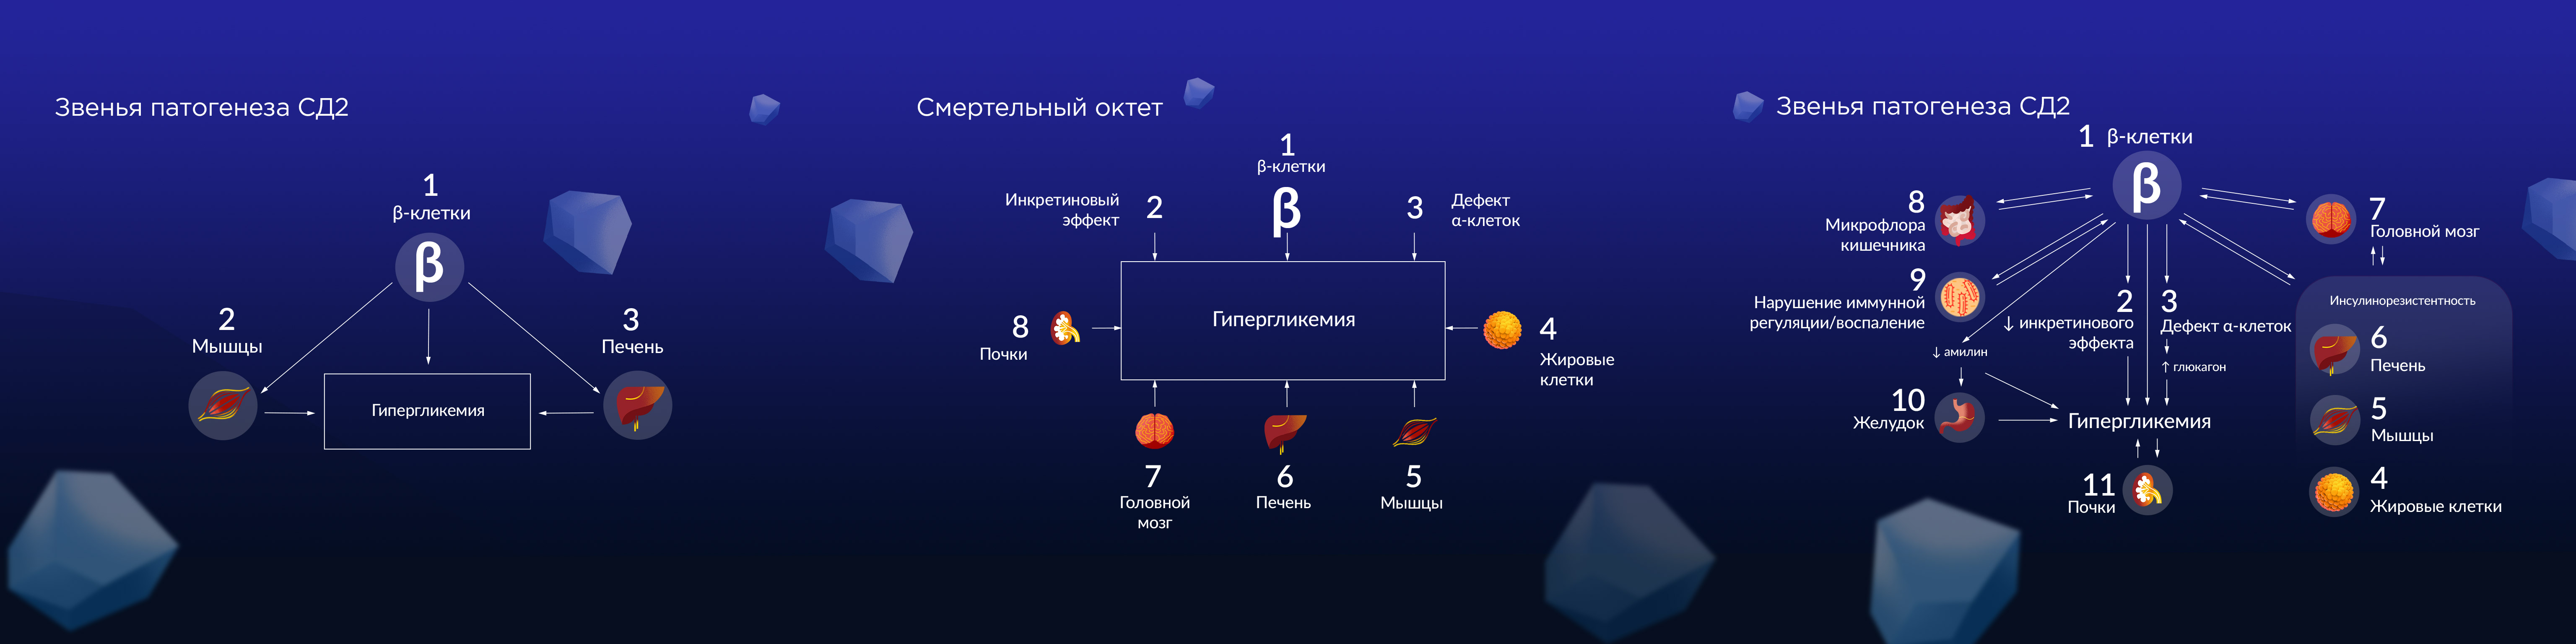 Звенья патогенеза СД2
1
β-клетки
β
2
Мышцы
3
Печень
Гипергликемия
Смертельный октет
1
β-клетки
β
Инкретиновый
эффект
2
3
Дефект
α-клеток
Гипергликемия
8
Почки
4
Жировые
клетки
7
Головной
мозг
6
Печень
5
Мышцы
Звенья патогенеза СД2
1 β-клетки
β
8
Микрофлора
кишечника
7
Головной мозг
9
Нарушение иммунной
регуляции/воспаление
2
↓ инкретинового
эффекта
3
Дефект α-клеток
↑ глюкагон
↓ амилин
10
Желудок
Гипергликемия
11
Почки
Инсулинорезистентность
6
Печень
5
Мышцы
4
Жировые клетки